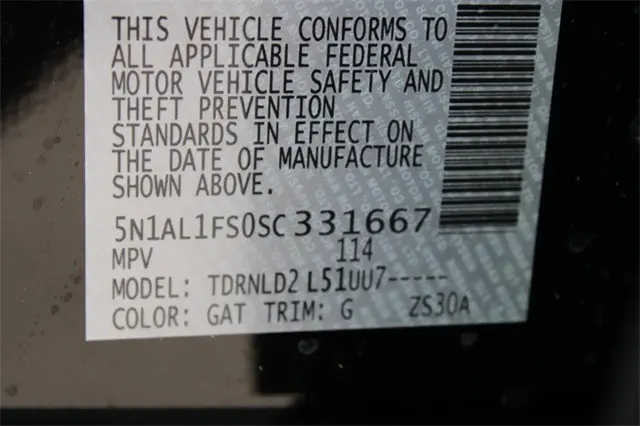 THIS VEHICLE CONFORMS TO
ALL APPLICABLE FEDERAL
MOTOR VEHICLE SAFETY AND
THEFT PREVENTION
STANDARDS IN EFFECT ON
THE DATE OF MANUFACTURE
SHOWN ABOVE.
5N1AL1FS0SC331667
MPV 114
MODEL: TDRNLD2 L51UU7-----
COLOR: GAT TRIM: G ZS30A